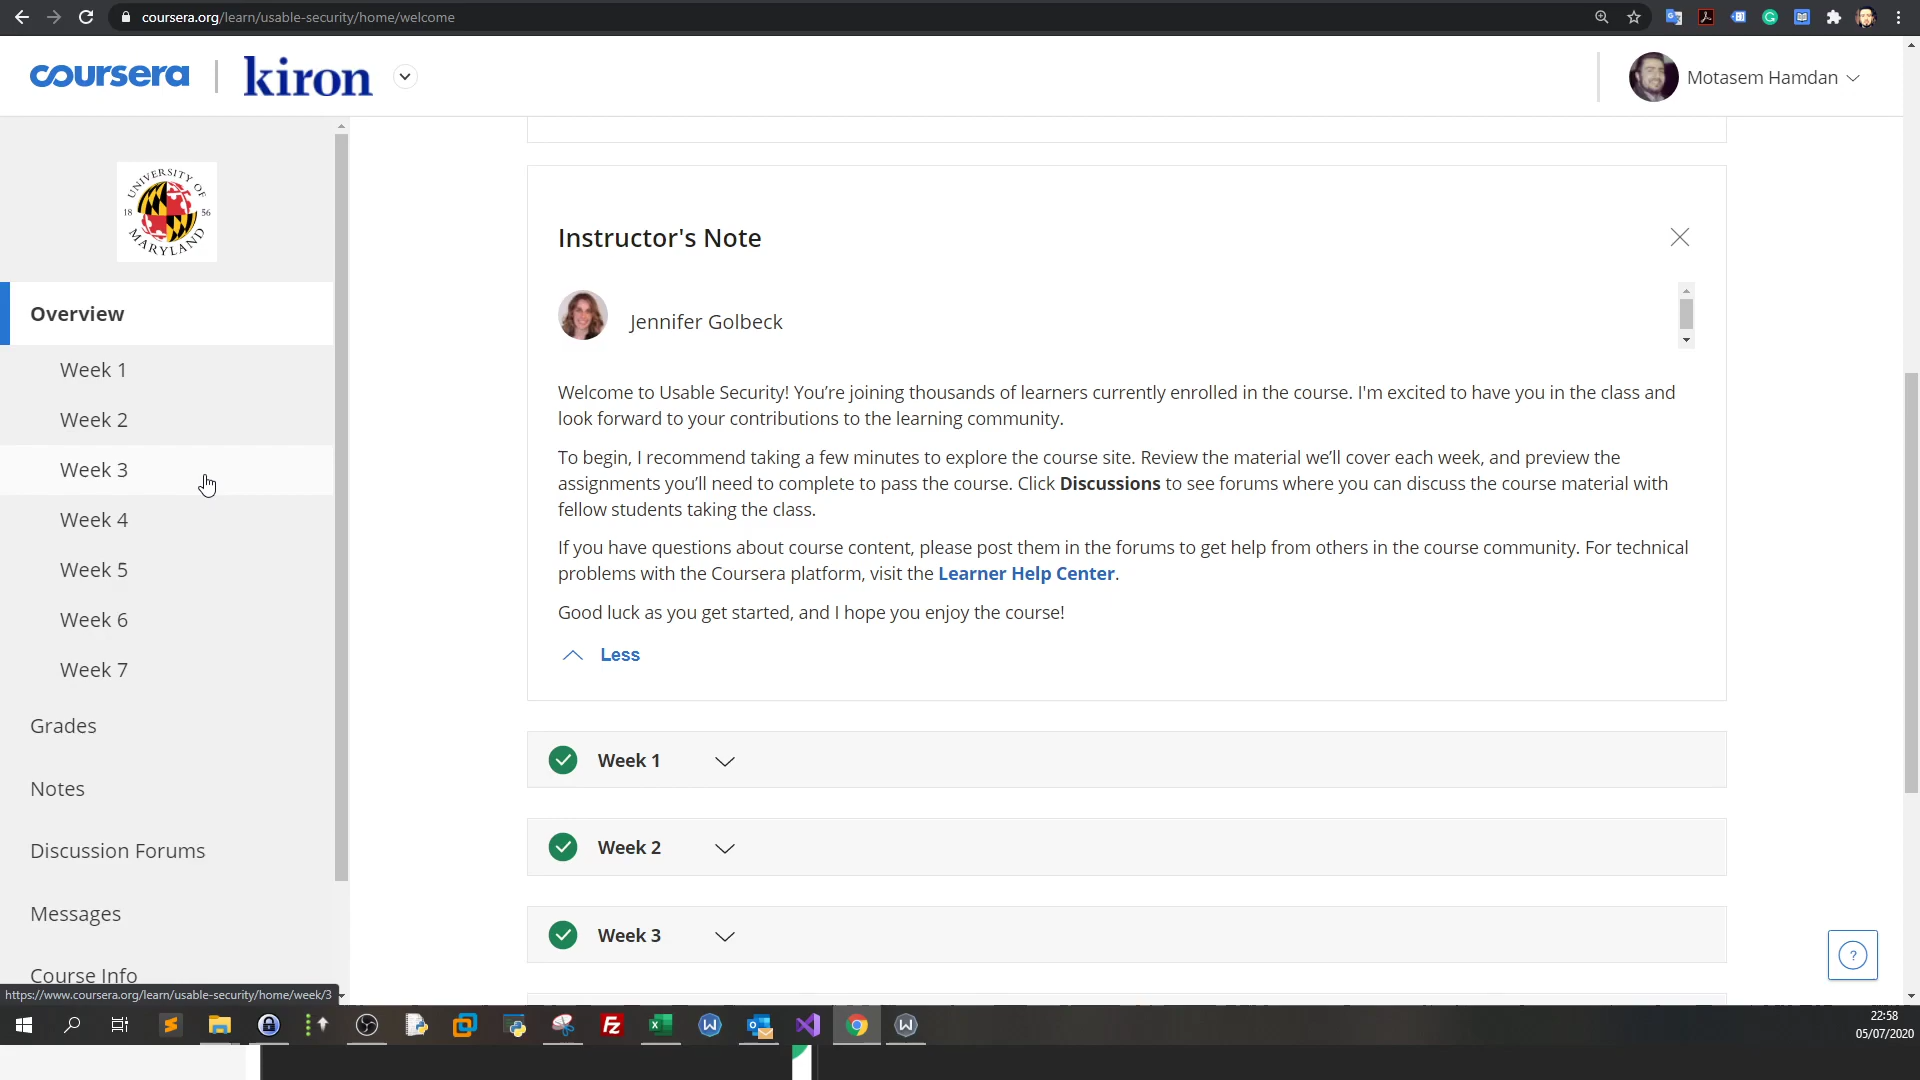 coursera.org/learn/usable-security/home/welcome
coursera | kiron
Motasem Hamdan
UNIVERSITY OF
18 56
MARYLAND
Overview
Week 1
Week 2
Week 3
Week 4
Week 5
Week 6
Week 7
Grades
Notes
Discussion Forums
Messages
Course Info
https://www.coursera.org/learn/usable-security/home/week/3
Instructor's Note
Jennifer Golbeck
Welcome to Usable Security! You’re joining thousands of learners currently enrolled in the course. I'm excited to have you in the class and
look forward to your contributions to the learning community.
To begin, I recommend taking a few minutes to explore the course site. Review the material we’ll cover each week, and preview the
assignments you’ll need to complete to pass the course. Click Discussions to see forums where you can discuss the course material with
fellow students taking the class.
If you have questions about course content, please post them in the forums to get help from others in the course community. For technical
problems with the Coursera platform, visit the Learner Help Center.
Good luck as you get started, and I hope you enjoy the course!
Less
Week 1
Week 2
Week 3
?
22:58
05/07/2020